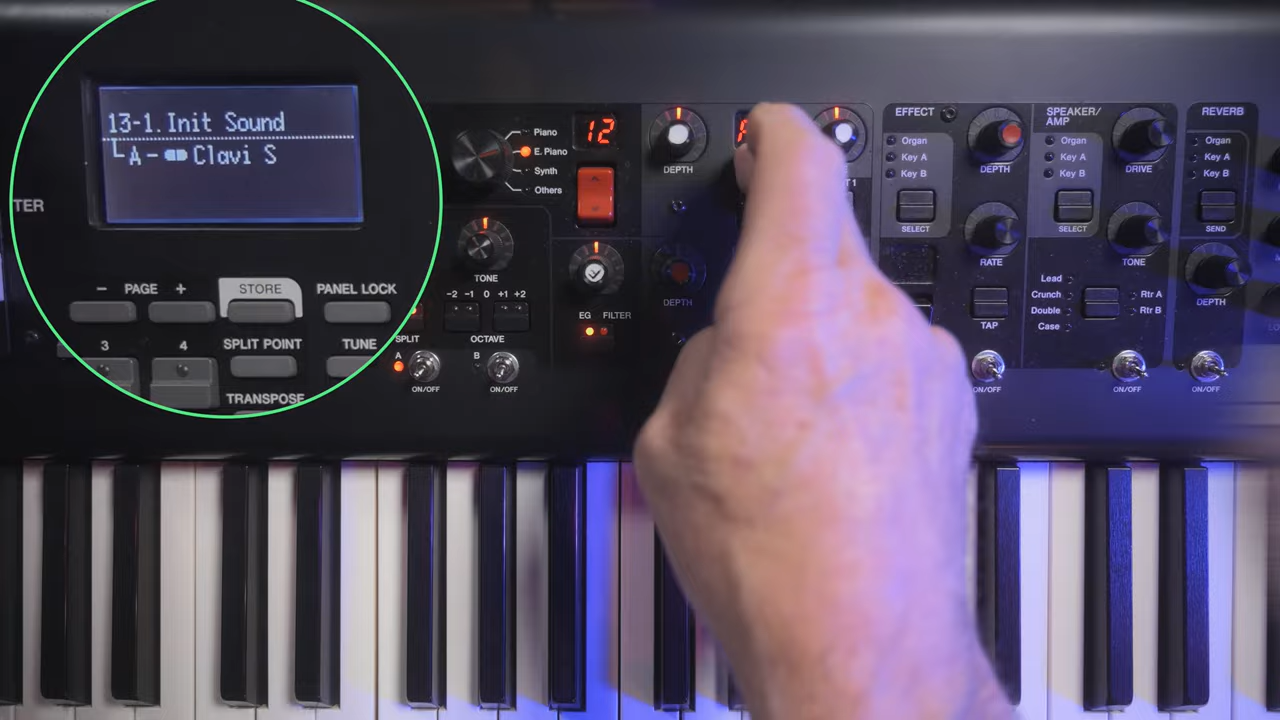 13-1. Init Sound
A - Clavi S
TER
- PAGE +
STORE
PANEL LOCK
3
4
SPLIT POINT
TUNE
TRANSPOSE
Piano
E. Piano
Synth
Others
12
DEPTH
TONE
-2 -1 0 +1 +2
SPLIT
OCTAVE
A
B
ON/OFF
ON/OFF
EG FILTER
DEPTH
EFFECT
Organ
Key A
Key B
SELECT
DEPTH
RATE
TAP
ON/OFF
SPEAKER/
AMP
Organ
Key A
Key B
SELECT
DRIVE
TONE
Lead
Crunch
Double
Case
Rtr A
Rtr B
ON/OFF
REVERB
Organ
Key A
Key B
SEND
DEPTH
ON/OFF